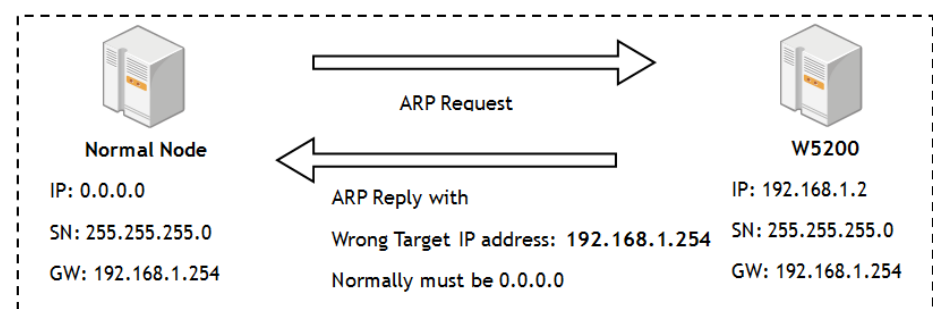 ARP Request
Normal Node
W5200
IP: 0.0.0.0
SN: 255.255.255.0
GW: 192.168.1.254
ARP Reply with
Wrong Target IP address: 192.168.1.254
Normally must be 0.0.0.0
IP: 192.168.1.2
SN: 255.255.255.0
GW: 192.168.1.254